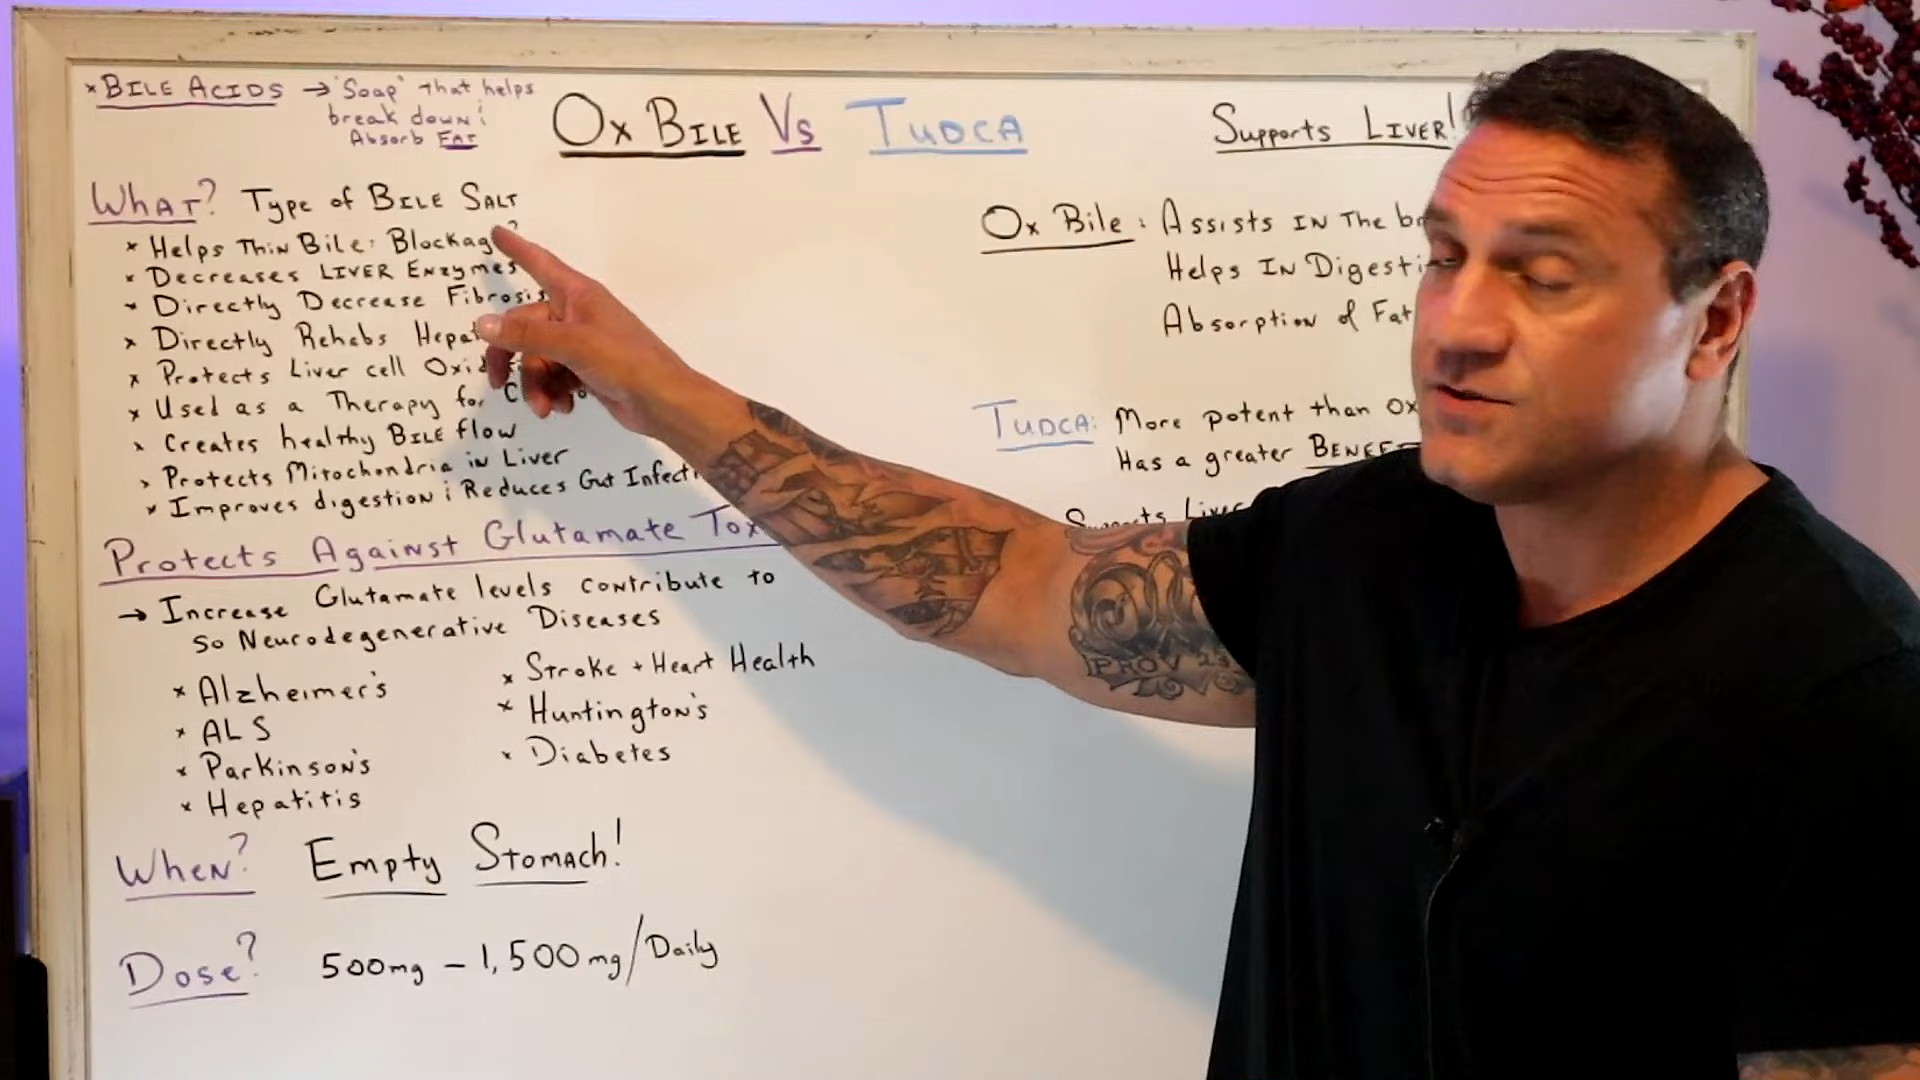 * BILE ACIDS → 'Soap' that helps
break down ;
Absorb FAT
Ox BILE Vs TUDCA
Supports LIVER!
WHAT? Type of BILE SALT
* Helps Thin Bile ; Blockage?
* Decreases LIVER Enzymes
* Directly Decrease Fibrosis
* Directly Rehabs
* Protects Liver cell
* Used as a Therapy for
* Creates healthy BILE flow
* Protects Mitochondria in Liver
* Improves digestion ; Reduces Gut
Protects Against Glutamate
→ Increase Glutamate levels contribute to
so Neurodegenerative Diseases
* Alzheimer's
* ALS
* Parkinson's
* Hepatitis
* Stroke + Heart Health
* Huntington's
* Diabetes
When? Empty Stomach!
Dose? 500mg – 1,500mg/Daily
Ox Bile : Assists In The
Helps In
Absorption of
TUDCA: More potent than Ox
Has a greater
PROV